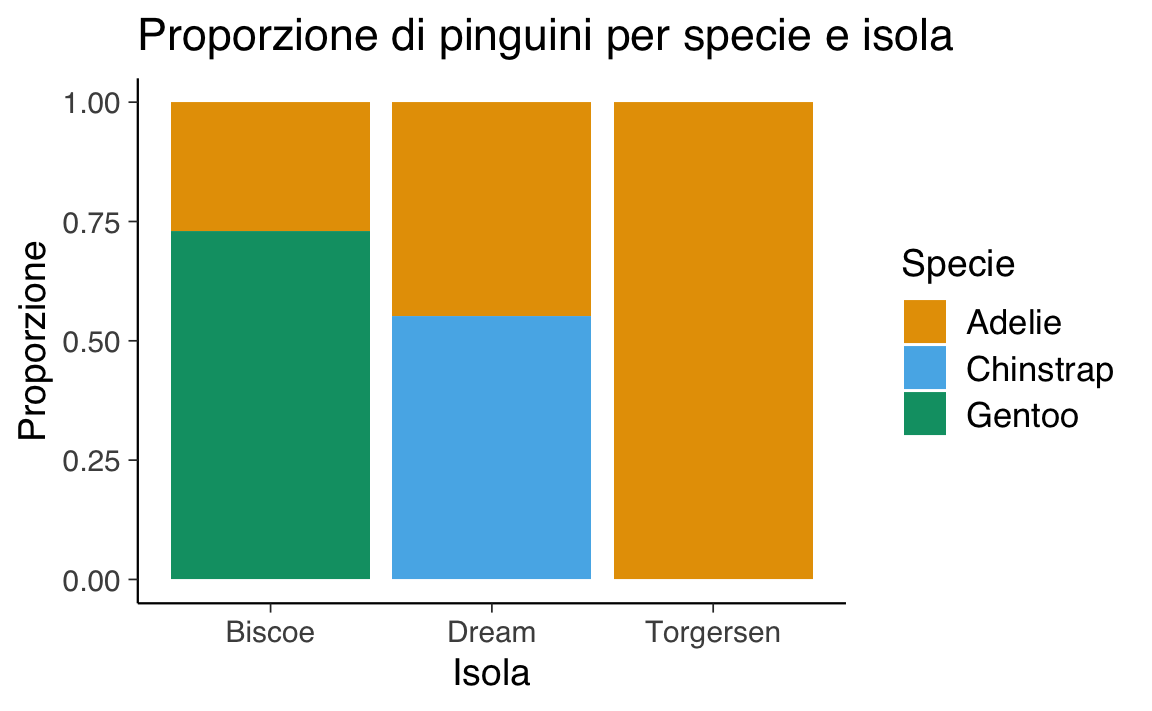 Proporzione di pinguini per specie e isola
Proporzione
1.00
0.75
0.50
0.25
0.00
Biscoe
Dream
Torgersen
Isola
Specie
Adelie
Chinstrap
Gentoo